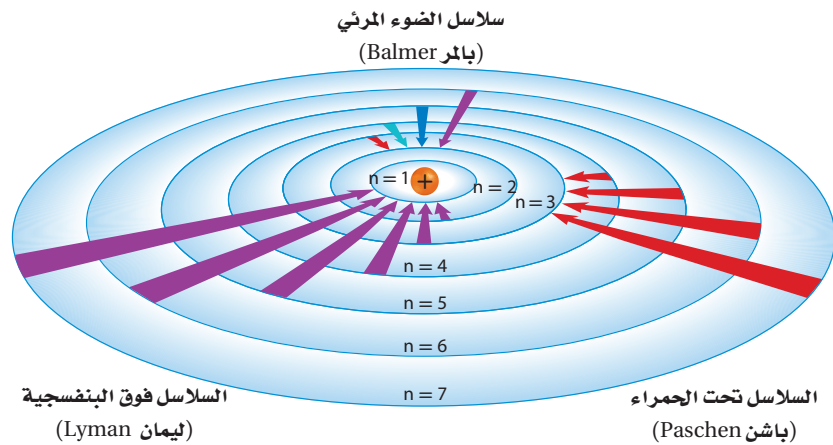 سلاسل الضوء المرئي
(بالمر Balmer)
+
n = 1
n = 2
n = 3
n = 4
n = 5
n = 6
n = 7
السلاسل فوق البنفسجية
(ليمان Lyman)
السلاسل تحت الحمراء
(باشن Paschen)